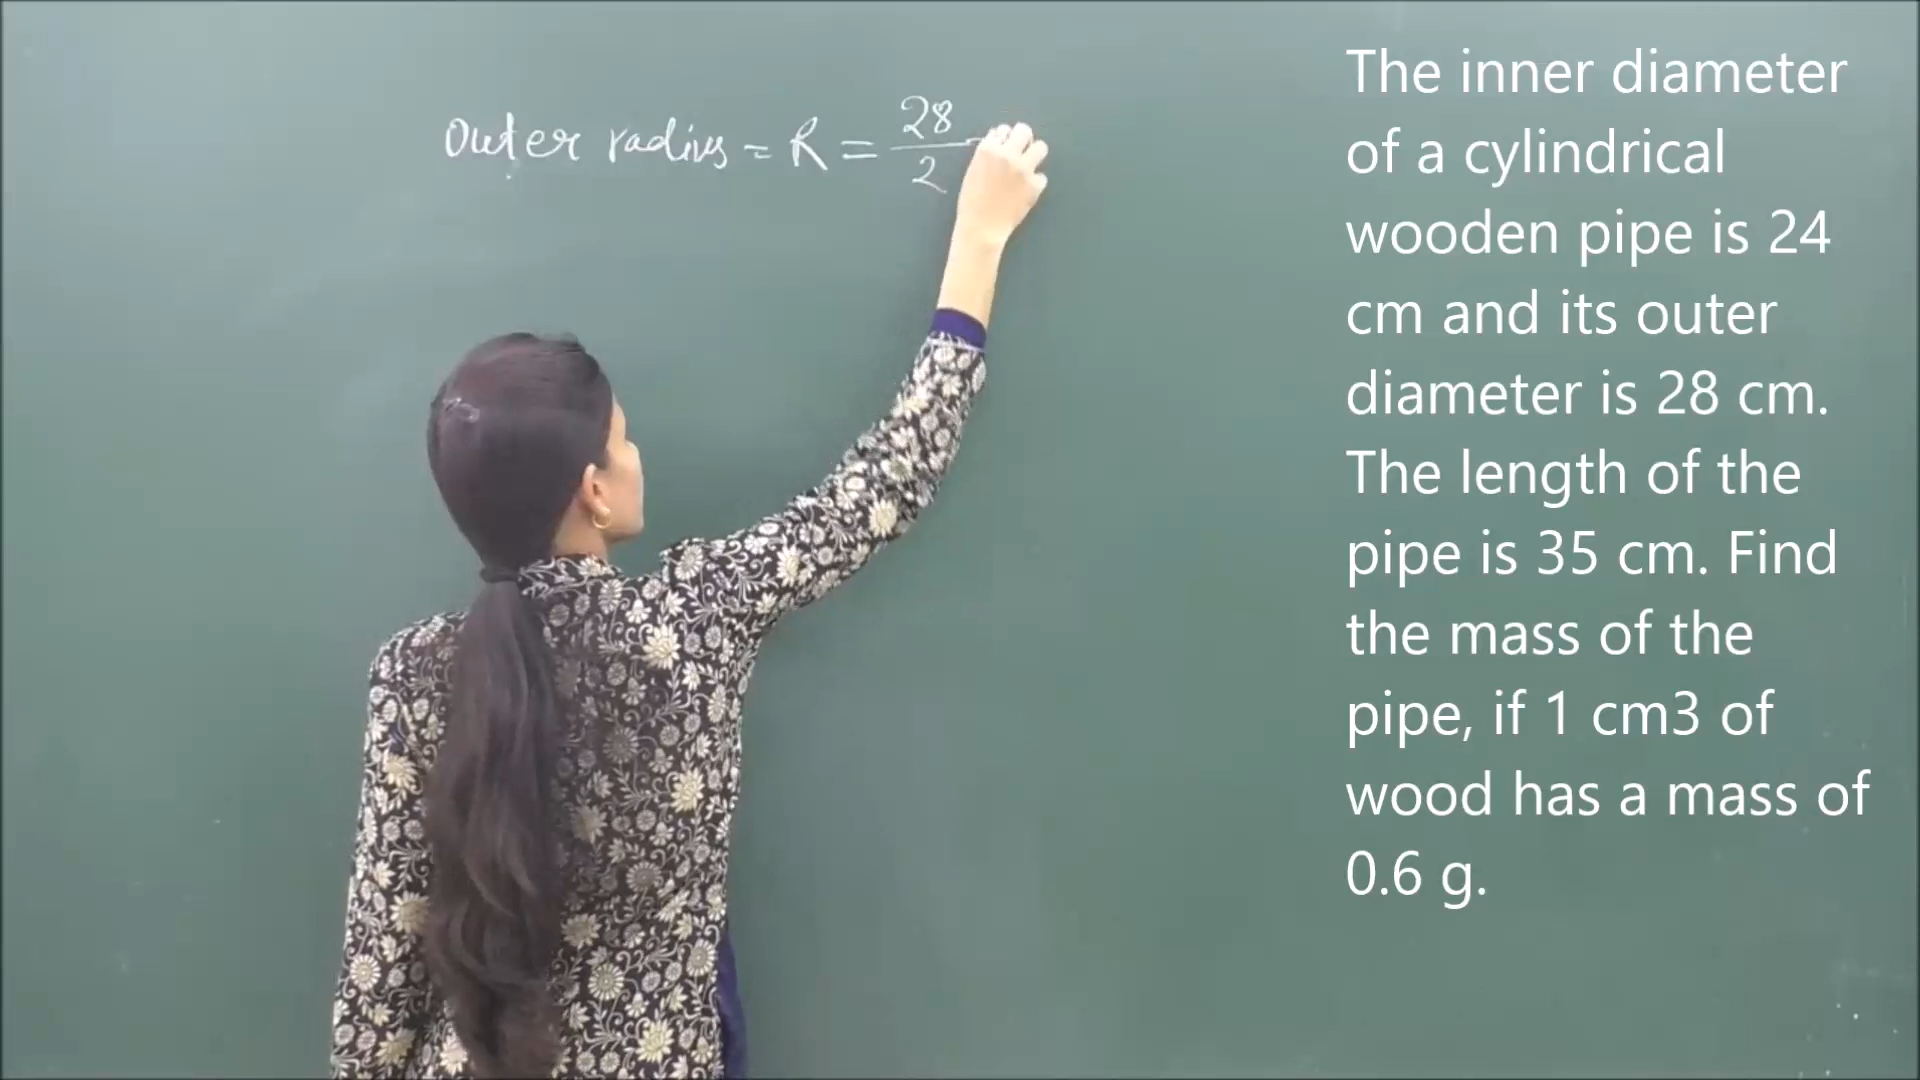 Outer radius = R = 28/2
The inner diameter
of a cylindrical
wooden pipe is 24
cm and its outer
diameter is 28 cm.
The length of the
pipe is 35 cm. Find
the mass of the
pipe, if 1 cm3 of
wood has a mass of
0.6 g.